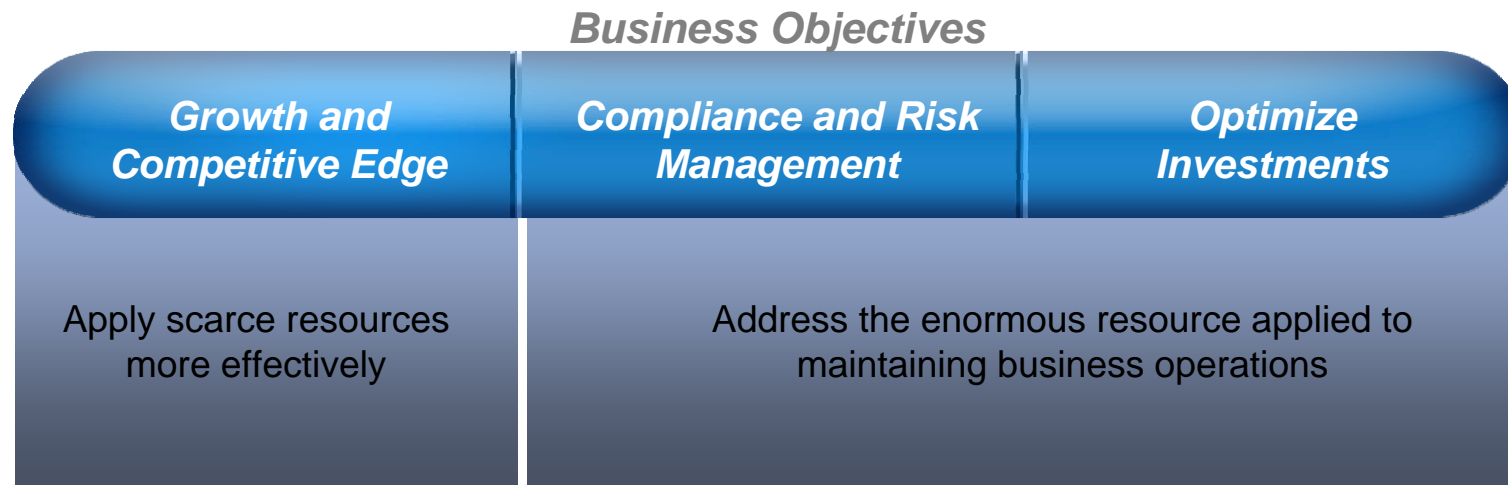 Business Objectives
Growth and
Competitive Edge
Compliance and Risk
Management
Optimize
Investments
Apply scarce resources
more effectively
Address the enormous resource applied to
maintaining business operations